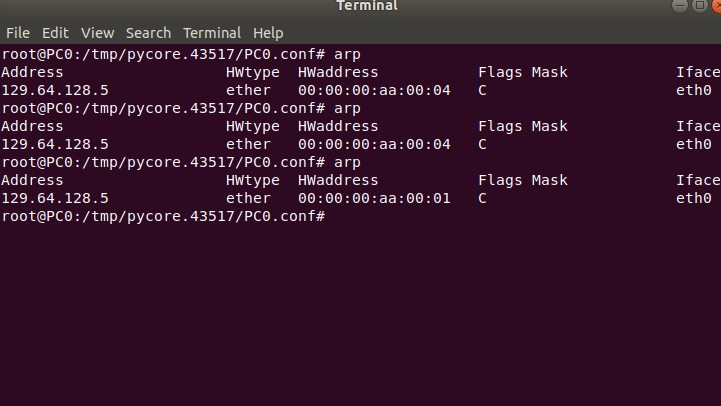 Terminal
File Edit View Search Terminal Help
root@PC0:/tmp/pycore.43517/PC0.conf# arp
Address HWtype HWaddress Flags Mask Iface
129.64.128.5 ether 00:00:00:aa:00:04 C eth0
root@PC0:/tmp/pycore.43517/PC0.conf# arp
Address HWtype HWaddress Flags Mask Iface
129.64.128.5 ether 00:00:00:aa:00:04 C eth0
root@PC0:/tmp/pycore.43517/PC0.conf# arp
Address HWtype HWaddress Flags Mask Iface
129.64.128.5 ether 00:00:00:aa:00:01 C eth0
root@PC0:/tmp/pycore.43517/PC0.conf#